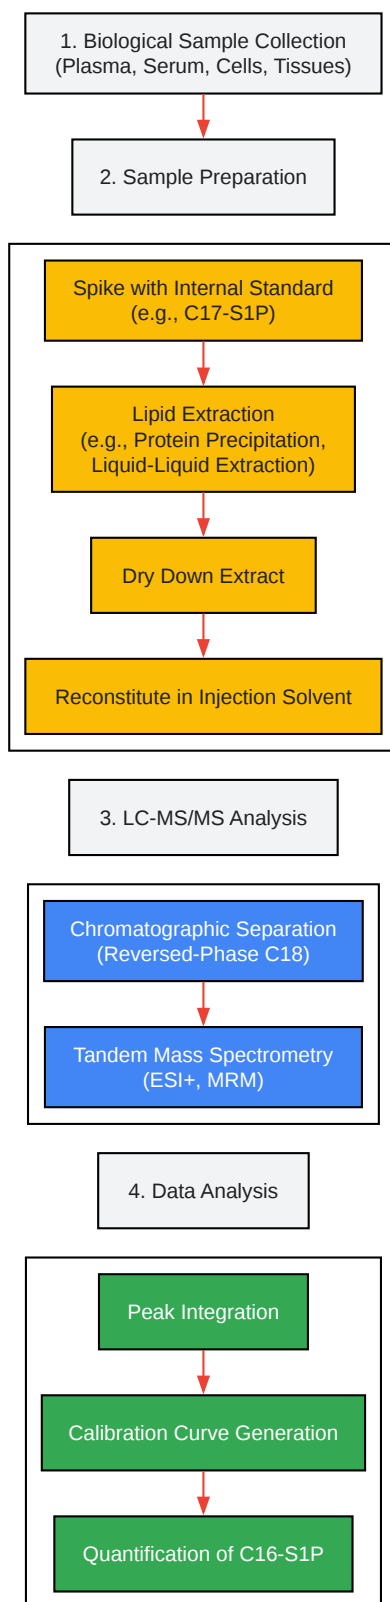 1. Biological Sample Collection
(Plasma, Serum, Cells, Tissues)
2. Sample Preparation
Spike with Internal Standard
(e.g., C17-S1P)
Lipid Extraction
(e.g., Protein Precipitation,
Liquid-Liquid Extraction)
Dry Down Extract
Reconstitute in Injection Solvent
3. LC-MS/MS Analysis
Chromatographic Separation
(Reversed-Phase C18)
Tandem Mass Spectrometry
(ESI+, MRM)
4. Data Analysis
Peak Integration
Calibration Curve Generation
Quantification of C16-S1P